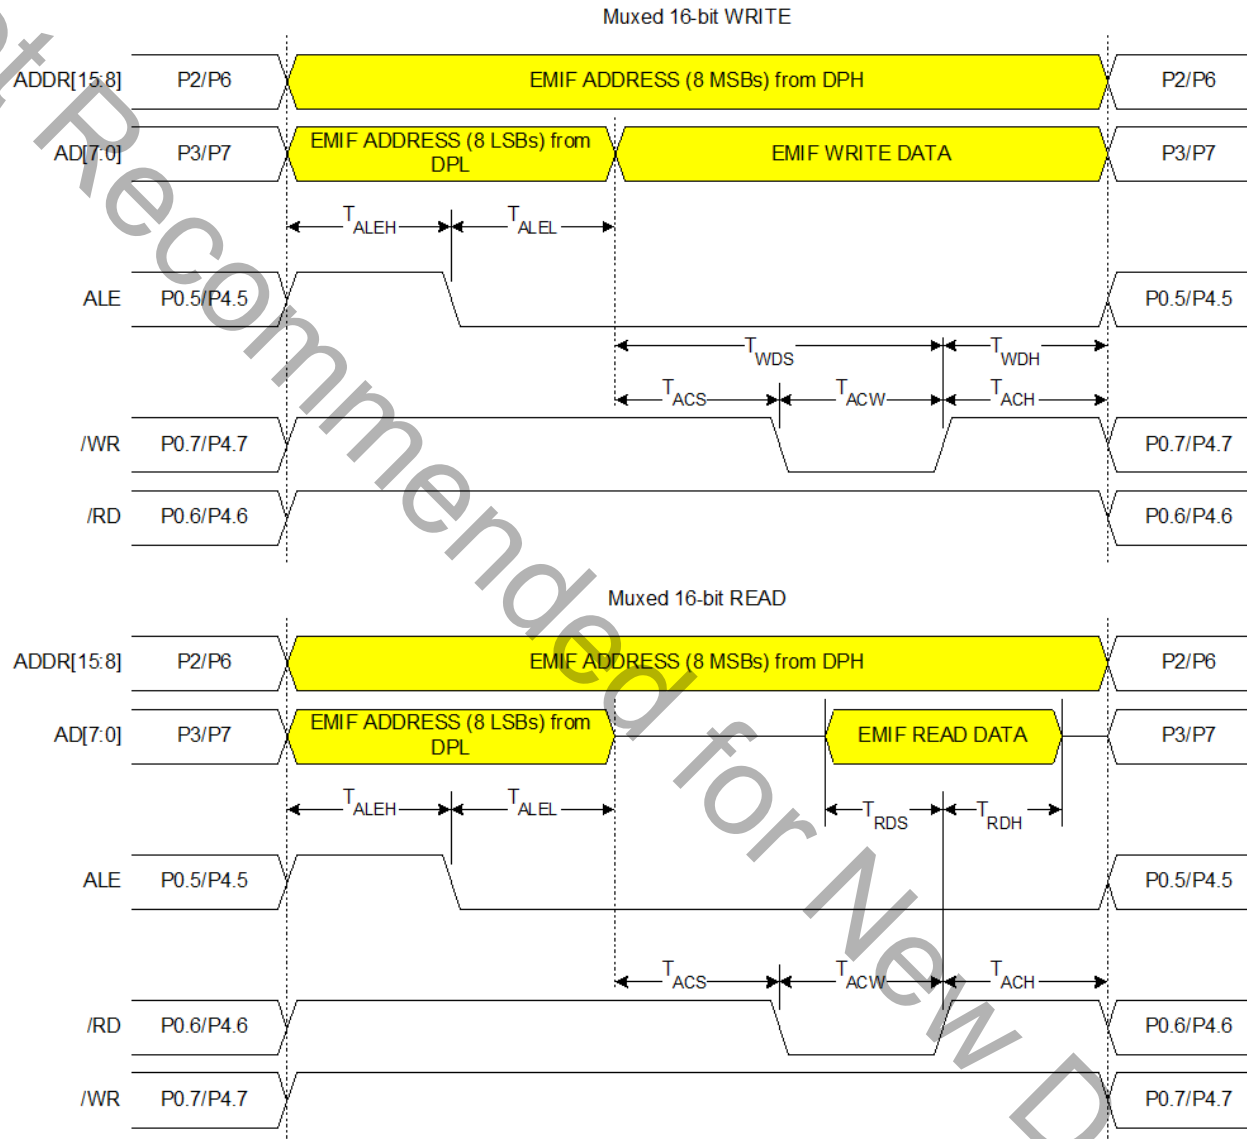 Muxed 16-bit WRITE
ADDR[15:8] P2/P6 EMIF ADDRESS (8 MSBs) from DPH P2/P6
AD[7:0] P3/P7 EMIF ADDRESS (8 LSBs) from DPL EMIF WRITE DATA P3/P7
TALEH TALEL
ALE P0.5/P4.5 P0.5/P4.5
TWDS TWDH
TACS TACW TACH
/WR P0.7/P4.7 P0.7/P4.7
/RD P0.6/P4.6 P0.6/P4.6
Muxed 16-bit READ
ADDR[15:8] P2/P6 EMIF ADDRESS (8 MSBs) from DPH P2/P6
AD[7:0] P3/P7 EMIF ADDRESS (8 LSBs) from DPL EMIF READ DATA P3/P7
TALEH TALEL TRDS TRDH
ALE P0.5/P4.5 P0.5/P4.5
TACS TACW TACH
/RD P0.6/P4.6 P0.6/P4.6
/WR P0.7/P4.7 P0.7/P4.7
Recommended for New